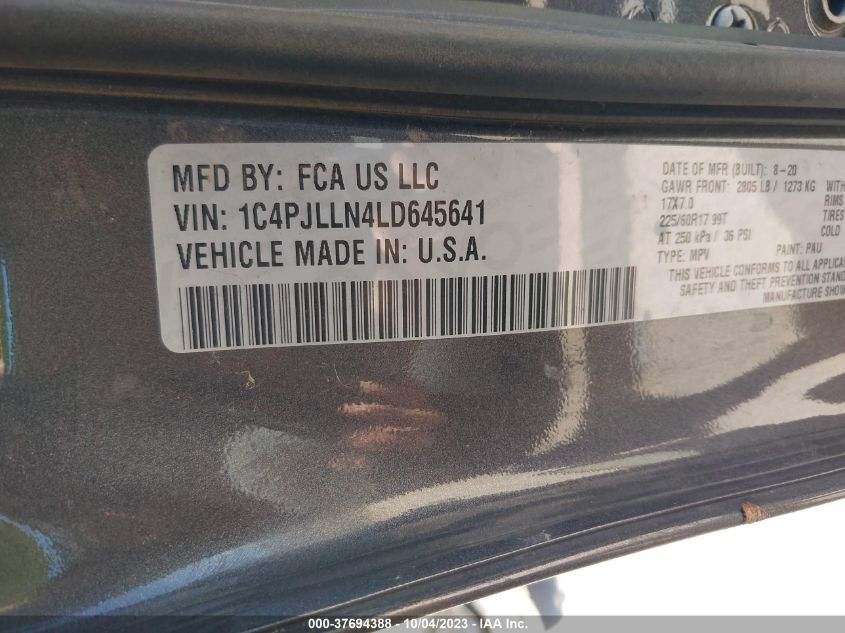 MFD BY: FCA US LLC
VIN: 1C4PJLLN4LD645641
VEHICLE MADE IN: U.S.A.
DATE OF MFR (BUILT): 8-20
GAWR FRONT: 2805 LB / 1273 KG WITH
17X7.0 RIMS
225/60R17 99T TIRES
AT 250 kPa / 36 PSI COLD
TYPE: MPV PAINT: PAU
THIS VEHICLE CONFORMS TO ALL APPLICA
SAFETY AND THEFT PREVENTION STAND
MANUFACTURE SHOW
© - 37694388 - 10/04/2023 - IAA Inc.